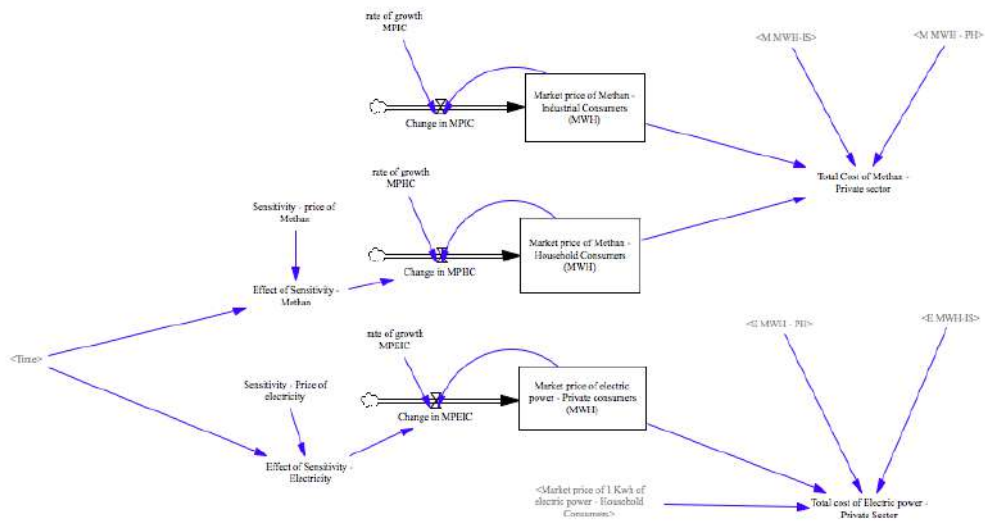 rate of growth
MPIC
<M MWH-IS>
<M MWH - PH>
Market price of Methan -
Industrial Consumers
(MWH)
Change in MPIC
rate of growth
MPHC
Total Cost of Methan -
Private sector
Sensitivity - price of
Methan
Market price of Methan -
Household Consumers
(MWH)
Change in MPHC
Effect of Sensitivity -
Methan
<E MWH - PH>
<E MWH-IS>
rate of growth
MPEIC
<Time>
Sensitivity - Price of
electricity
Market price of electric
power - Private consumers
(MWH)
Change in MPEIC
Effect of Sensitivity -
Electricity
<Market price of 1 Kwh of
electric power - Household
Consumers>
Total cost of Electric power -
Private Sector